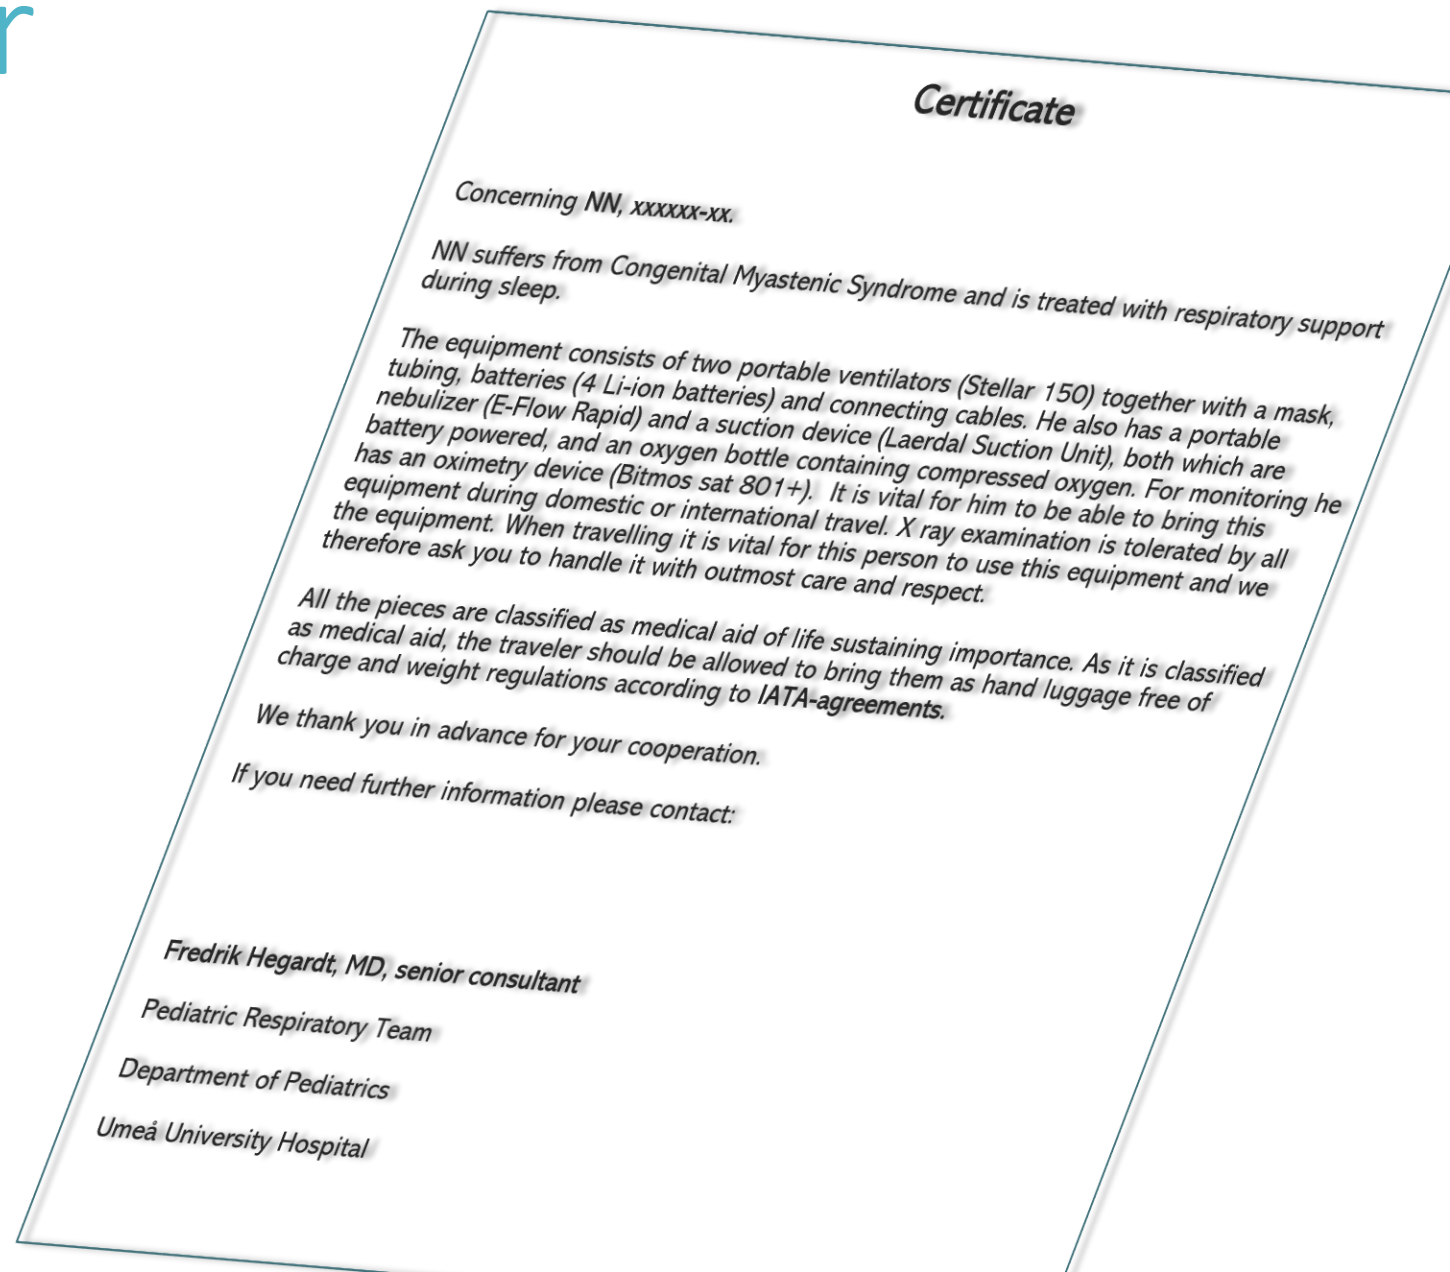 r
Certificate
Concerning NN, xxxxxx-xx.
NN suffers from Congenital Myastenic Syndrome and is treated with respiratory support
during sleep.
The equipment consists of two portable ventilators (Stellar 150) together with a mask,
tubing, batteries (4 Li-ion batteries) and connecting cables. He also has a portable
nebulizer (E-Flow Rapid) and a suction device (Laerdal Suction Unit), both which are
battery powered, and an oxygen bottle containing compressed oxygen. For monitoring he
has an oximetry device (Bitmos sat 801+).  It is vital for him to be able to bring this
equipment during domestic or international travel. X ray examination is tolerated by all
the equipment. When travelling it is vital for this person to use this equipment and we
therefore ask you to handle it with outmost care and respect.
All the pieces are classified as medical aid of life sustaining importance. As it is classified
as medical aid, the traveler should be allowed to bring them as hand luggage free of
charge and weight regulations according to IATA-agreements.
We thank you in advance for your cooperation.
If you need further information please contact:
Fredrik Hegardt, MD, senior consultant
Pediatric Respiratory Team
Department of Pediatrics
Umeå University Hospital